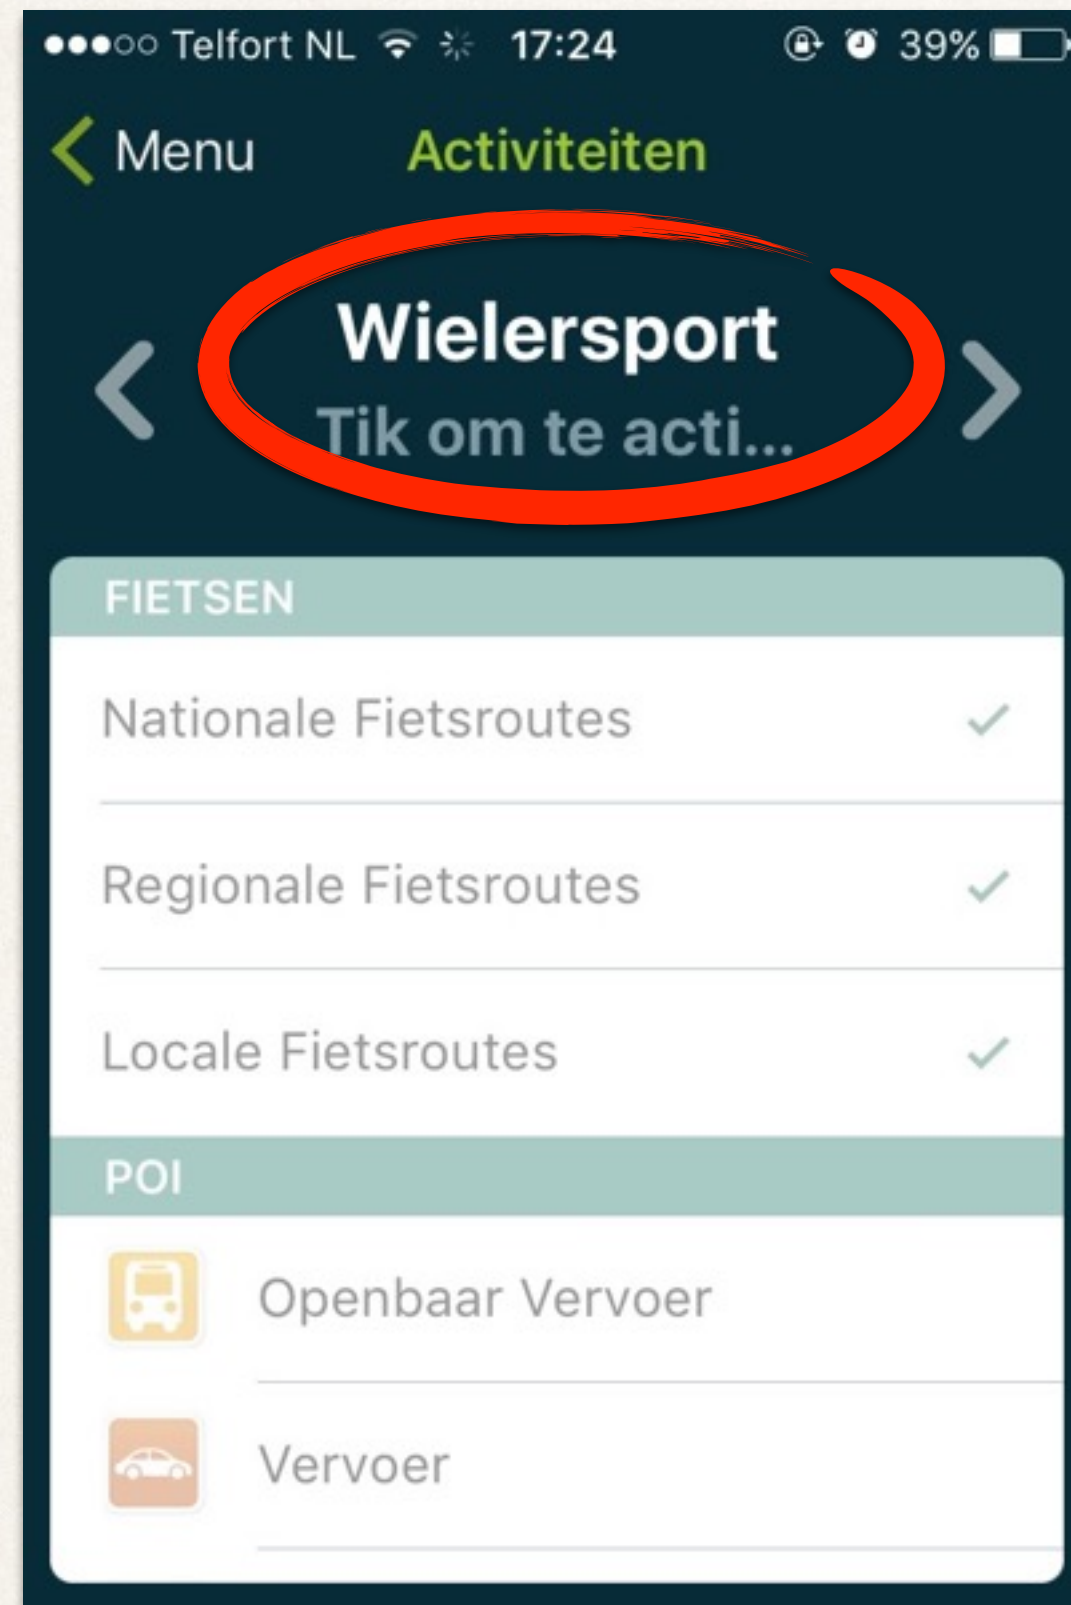 Telfort NL 17:24 39%
Menu Activiteiten
Wielersport
Tik om te acti...
FIETSEN
Nationale Fietsroutes
Regionale Fietsroutes
Locale Fietsroutes
POI
Openbaar Vervoer
Vervoer